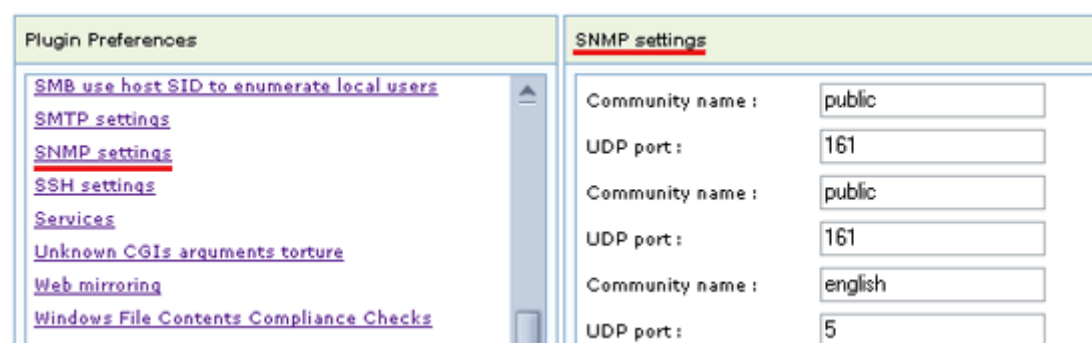 Plugin Preferences
SMB use host SID to enumerate local users
SMTP settings
SNMP settings
SSH settings
Services
Unknown CGIs arguments torture
Web mirroring
Windows File Contents Compliance Checks
SNMP settings
Community name : public
UDP port : 161
Community name : public
UDP port : 161
Community name : english
UDP port : 5